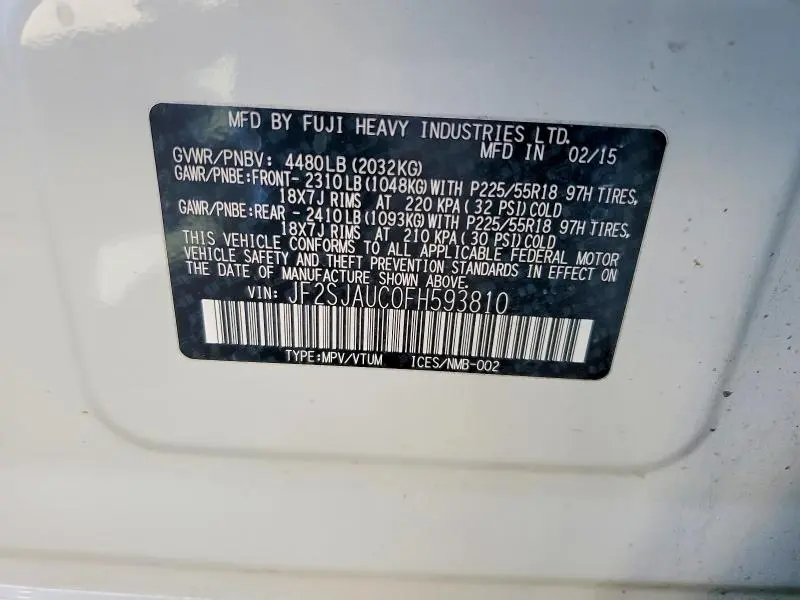 MFD BY FUJI HEAVY INDUSTRIES LTD.
MFD IN 02/15
GVWR/PNBV: 4480LB (2032KG)
GAWR/PNBE:FRONT- 2310LB (1048KG) WITH P225/55R18 97H TIRES,
18X7J RIMS AT 220 KPA ( 32 PSI) COLD
GAWR/PNBE:REAR - 2410LB (1093KG) WITH P225/55R18 97H TIRES,
18X7J RIMS AT 210 KPA ( 30 PSI) COLD
THIS VEHICLE CONFORMS TO ALL APPLICABLE FEDERAL MOTOR
VEHICLE SAFETY AND THEFT PREVENTION STANDARDS IN EFFECT ON
THE DATE OF MANUFACTURE SHOWN ABOVE.
VIN: JF2SJAUC0FH593810
TYPE:MPV/VTUM ICES/NMB-002